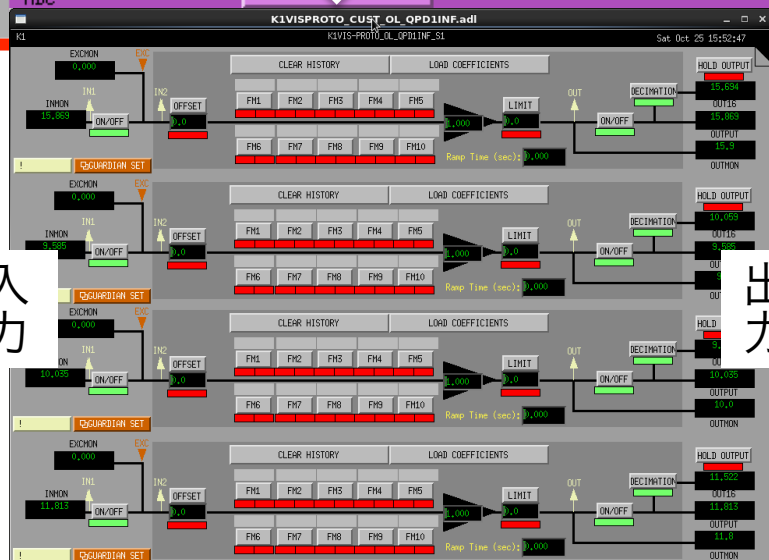 K1VISPROTO_CUST_OL_QPD1INF.adl
K1 K1VIS-PROTO_OL_QPD1INF_S1 Sat Oct 25 15:52:47
EXCMON EXC CLEAR HISTORY LOAD COEFFICIENTS HOLD OUTPUT
0.000 15.694
IN1 IN2 OUT DECIMATION OUT16
INMON OFFSET FM1 FM2 FM3 FM4 FM5 LIMIT 15.869
15.869 ON/OFF 0.0 1.000 0.0 ON/OFF OUTPUT
FM6 FM7 FM8 FM9 FM10 15.9
Ramp Time (sec): 0.000 OUTMON
! GUARDIAN SET
EXCMON EXC CLEAR HISTORY LOAD COEFFICIENTS HOLD OUTPUT
0.000 10.059
IN1 IN2 OUT DECIMATION OUT16
INMON OFFSET FM1 FM2 FM3 FM4 FM5 LIMIT 9.585
9.585 ON/OFF 0.0 1.000 0.0 ON/OFF
FM6 FM7 FM8 FM9 FM10
Ramp Time (sec): 0.000
GUARDIAN SET
入力
出力
EXCMON EXC CLEAR HISTORY LOAD COEFFICIENTS HOLD
0.000
IN1 IN2 OUT DECIMATION
OFFSET FM1 FM2 FM3 FM4 FM5 LIMIT 10.035
10.035 ON/OFF 0.0 1.000 0.0 ON/OFF OUTPUT
FM6 FM7 FM8 FM9 FM10 10.0
Ramp Time (sec): 0.000 OUTMON
! GUARDIAN SET
EXCMON EXC CLEAR HISTORY LOAD COEFFICIENTS HOLD OUTPUT
0.000 11.522
IN1 IN2 OUT DECIMATION OUT16
INMON OFFSET FM1 FM2 FM3 FM4 FM5 LIMIT 11.813
11.813 ON/OFF 0.0 1.000 0.0 ON/OFF OUTPUT
FM6 FM7 FM8 FM9 FM10 11.8
Ramp Time (sec): 0.000 OUTMON
! GUARDIAN SET